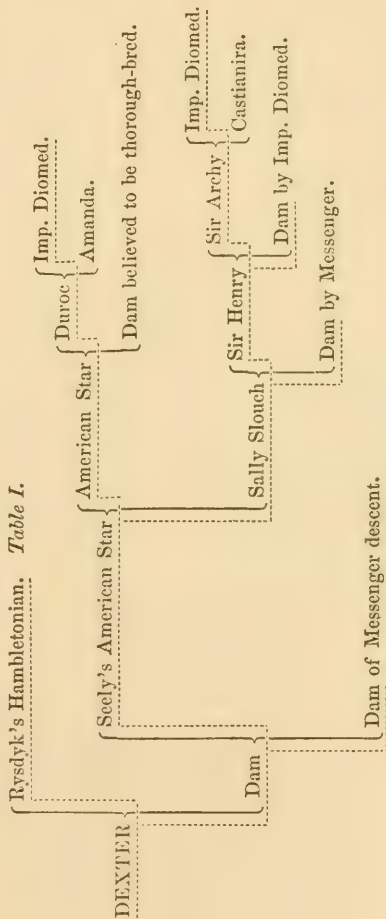 Rysdyk's Hambletonian. Table I.
Imp. Diomed.
Duroc
Amanda.
American Star
Dam believed to be thorough-bred.
Seely's American Star
DEXTER
Imp. Diomed.
Sir Archy
Castianira.
Sir Henry
Dam by Imp. Diomed.
Sally Slouch
Dam by Messenger.
Dam
Dam of Messenger descent.